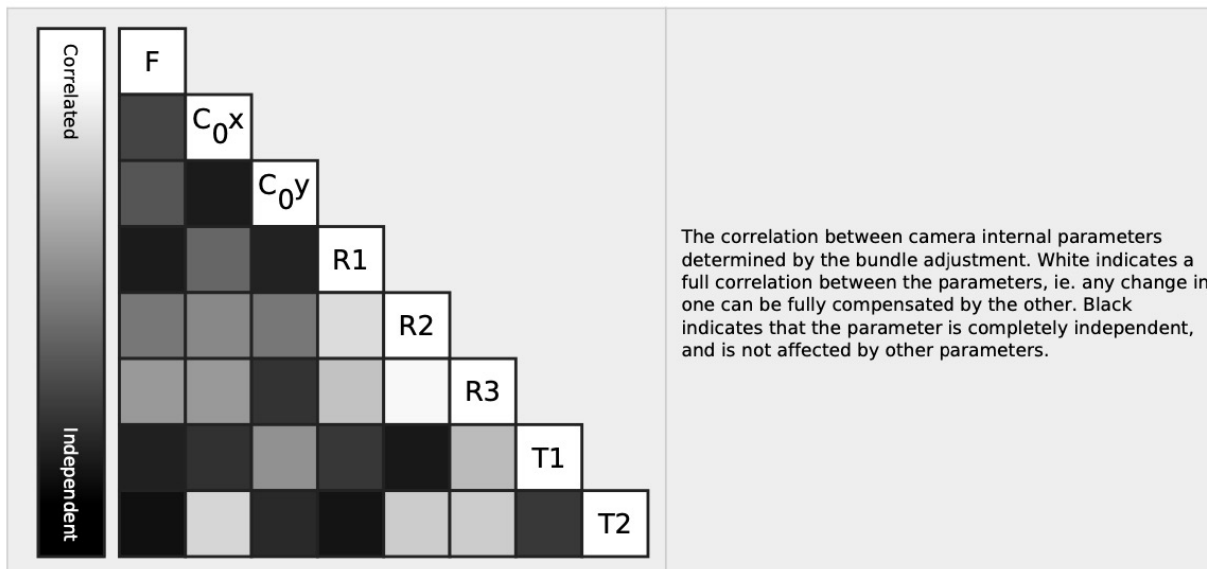 Correlated
Independent
F
C0x
C0y
R1
R2
R3
T1
T2
The correlation between camera internal parameters
determined by the bundle adjustment. White indicates a
full correlation between the parameters, ie. any change in
one can be fully compensated by the other. Black
indicates that the parameter is completely independent,
and is not affected by other parameters.